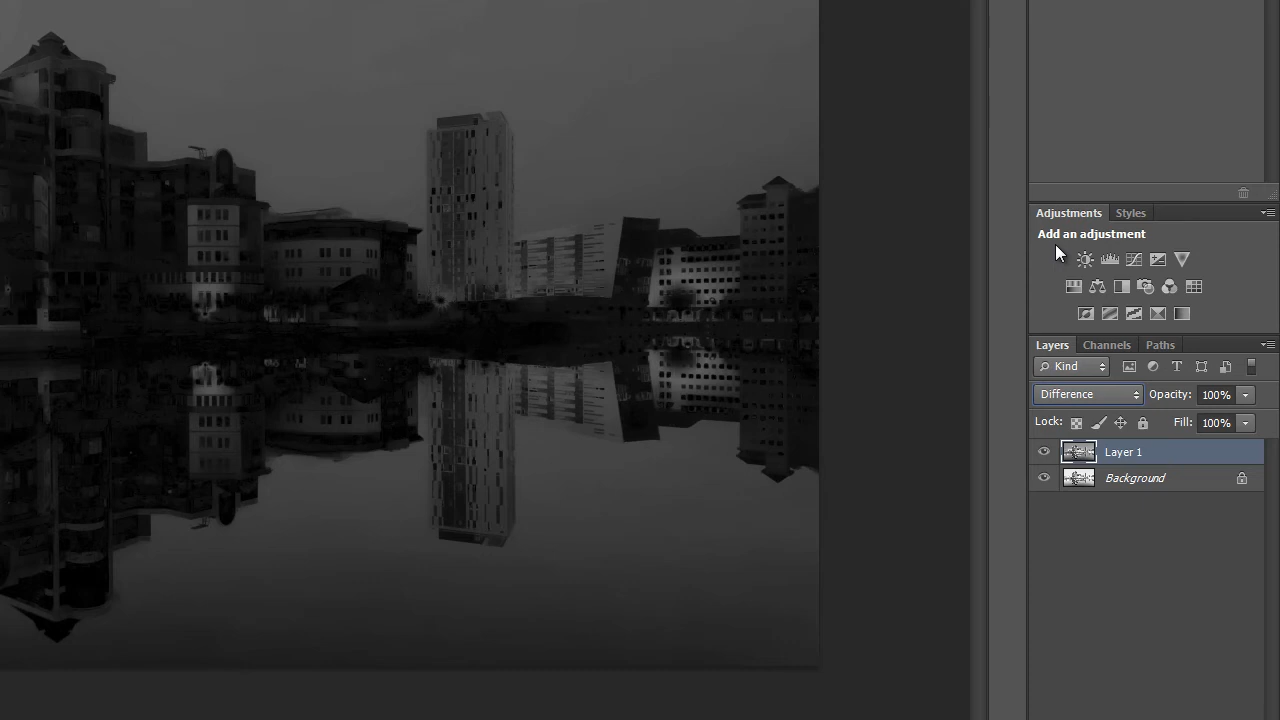 Adjustments Styles
Add an adjustment
Layers Channels Paths
Kind
Difference Opacity: 100%
Lock: Fill: 100%
Layer 1
Background